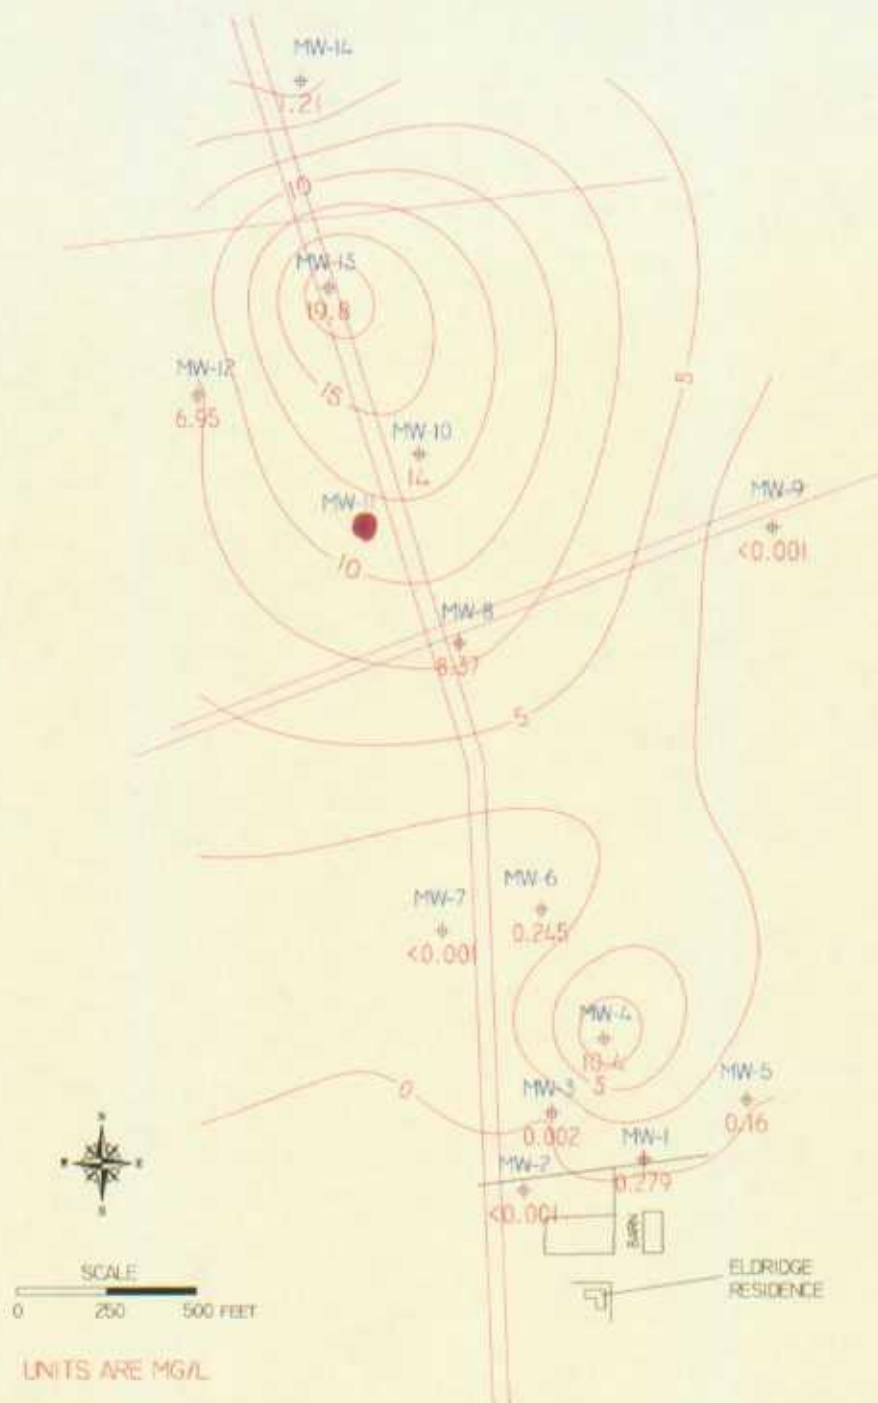 MW-14
1.21
10
MW-13
19.8
MW-12
6.95
15
5
MW-10
14
MW-9
<0.001
MW-11
10
MW-8
8.37
5
MW-6
0.245
MW-7
<0.001
MW-4
10.4
5
0
MW-3
0.002
MW-5
0.16
MW-1
0.279
MW-2
<0.001
N
W E
S
BARN
SCALE
0 250 500 FEET
ELDRIDGE
RESIDENCE
UNITS ARE MG/L